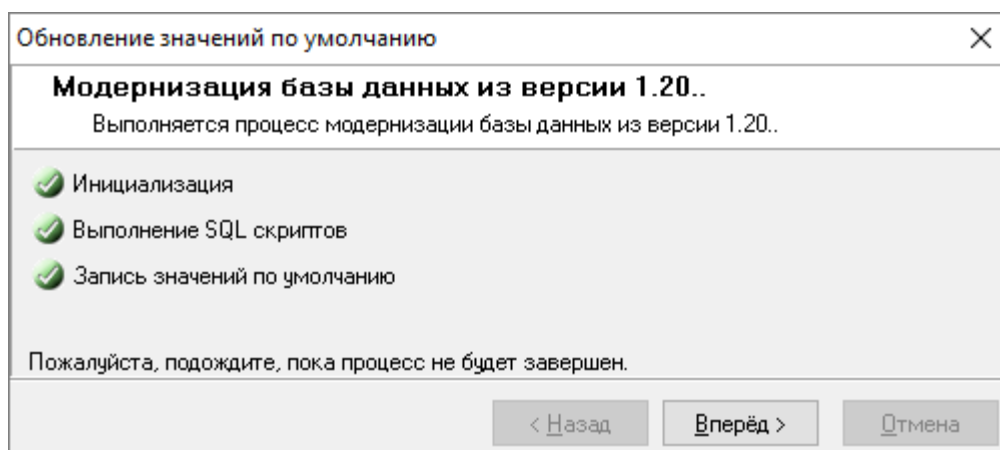 Обновление значений по умолчанию
Модернизация базы данных из версии 1.20..
Выполняется процесс модернизации базы данных из версии 1.20..
Инициализация
Выполнение SQL скриптов
Запись значений по умолчанию
Пожалуйста, подождите, пока процесс не будет завершен.
< Назад Вперёд > Отмена